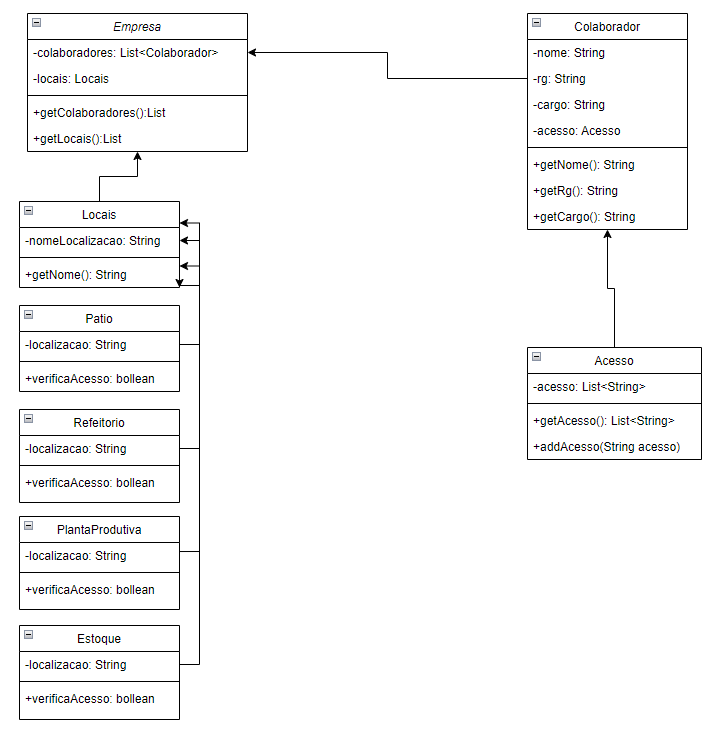 Empresa
-colaboradores: List<Colaborador>
-locais: Locais
+getColaboradores():List
+getLocais():List
Colaborador
-nome: String
-rg: String
-cargo: String
-acesso: Acesso
+getNome(): String
+getRg(): String
+getCargo(): String
Locais
-nomeLocalizacao: String
+getNome(): String
Patio
-localizacao: String
+verificaAcesso: bollean
Refeitorio
-localizacao: String
+verificaAcesso: bollean
PlantaProdutiva
-localizacao: String
+verificaAcesso: bollean
Estoque
-localizacao: String
+verificaAcesso: bollean
Acesso
-acesso: List<String>
+getAcesso(): List<String>
+addAcesso(String acesso)